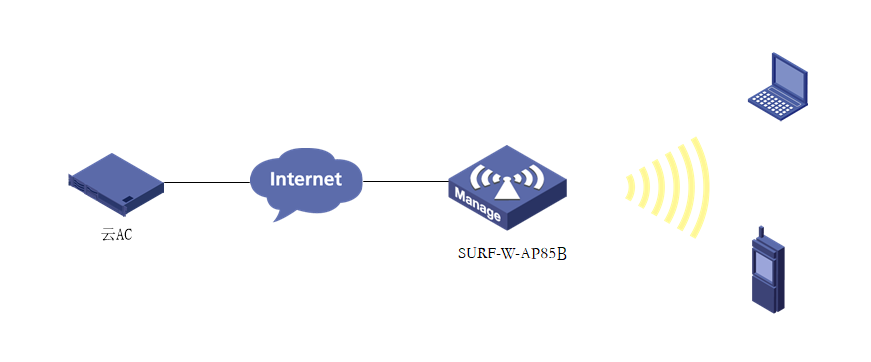 Internet
Manage
云AC
SURF-W-AP85B